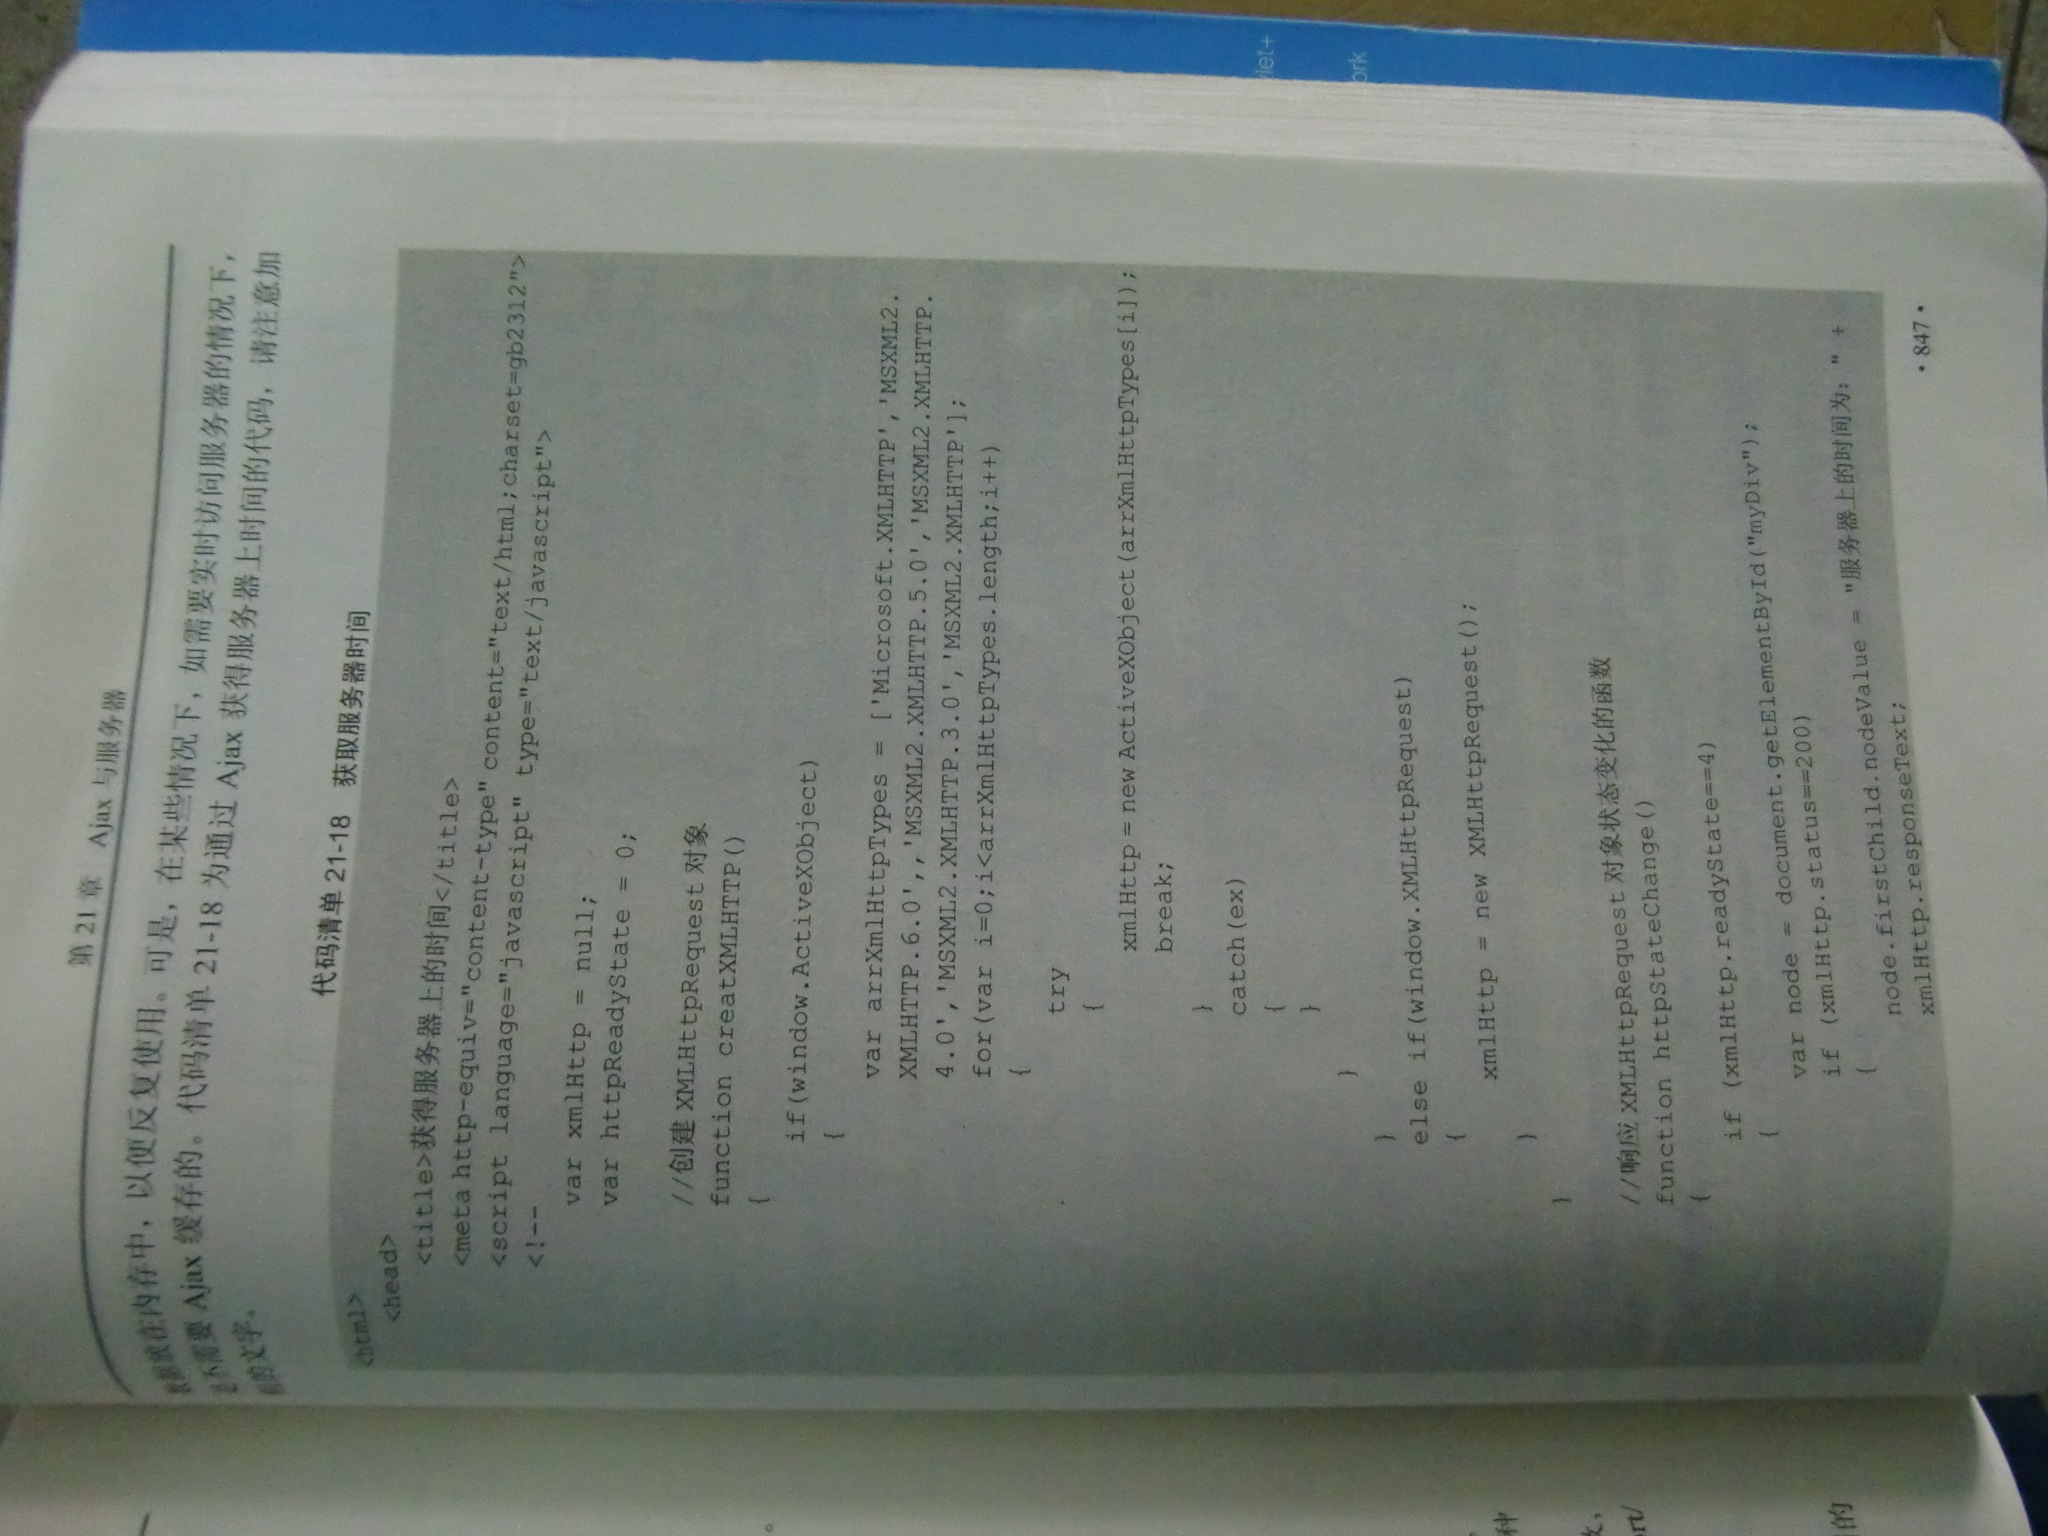 第 21 章 Ajax 与服务器
数据放在内存中，以便反复使用。可是，在某些情况下，如需要实时访问服务器的情况下，
是不需要 Ajax 缓存的。代码清单 21-18 为通过 Ajax 获得服务器上时间的代码，请注意加
粗的文字。
代码清单 21-18 获取服务器时间
<html>
<head>
<title>获得服务器上的时间</title>
<meta http-equiv="content-type" content="text/html;charset=gb2312">
<script language="javascript" type="text/javascript">
<!--
var xmlHttp = null;
var httpReadyState = 0;
//创建 XMLHttpRequest 对象
function creatXMLHTTP()
{
if(window.ActiveXObject)
{
var arrXmlHttpTypes = ['Microsoft.XMLHTTP','MSXML2.
XMLHTTP.6.0','MSXML2.XMLHTTP.5.0','MSXML2.XMLHTTP.
4.0','MSXML2.XMLHTTP.3.0','MSXML2.XMLHTTP'];
for(var i=0;i<arrXmlHttpTypes.length;i++)
{
try
{
xmlHttp = new ActiveXObject(arrXmlHttpTypes[i]);
break;
}
catch(ex)
{
}
}
}
else if(window.XMLHttpRequest)
{
xmlHttp = new XMLHttpRequest();
}
}
//响应 XMLHttpRequest 对象状态变化的函数
function httpStateChange()
{
if (xmlHttp.readyState==4)
{
var node = document.getElementById("myDiv");
if (xmlHttp.status==200)
{
node.firstChild.nodeValue = "服务器上的时间为：" +
xmlHttp.responseText;
• 847 •
let+
ork
种
rt/
的